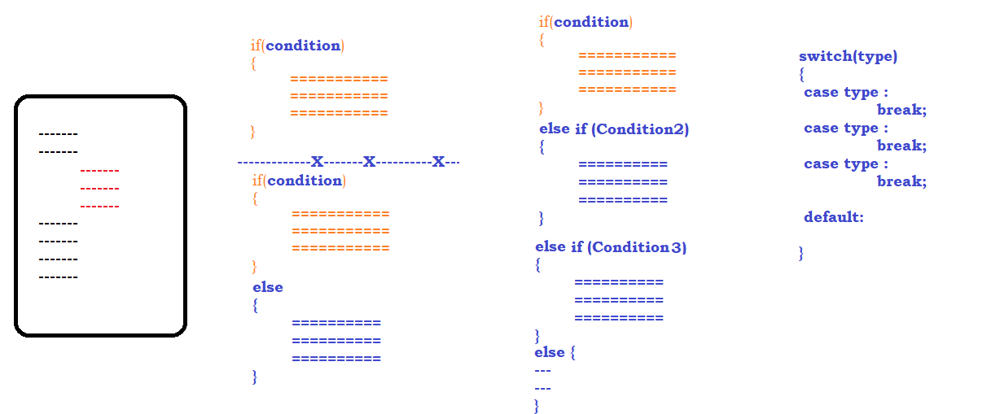 -------
-------
-------
-------
-------
-------
-------
-------
-------
if(condition)
{
===========
===========
===========
}
-------------X-------X----------X---
if(condition)
{
===========
===========
===========
}
else
{
==========
==========
==========
}
if(condition)
{
===========
===========
===========
}
else if (Condition2)
{
==========
==========
==========
}
else if (Condition3)
{
==========
==========
==========
}
else {
---
---
}
switch(type)
{
case type :
break;
case type :
break;
case type :
break;
default:
}